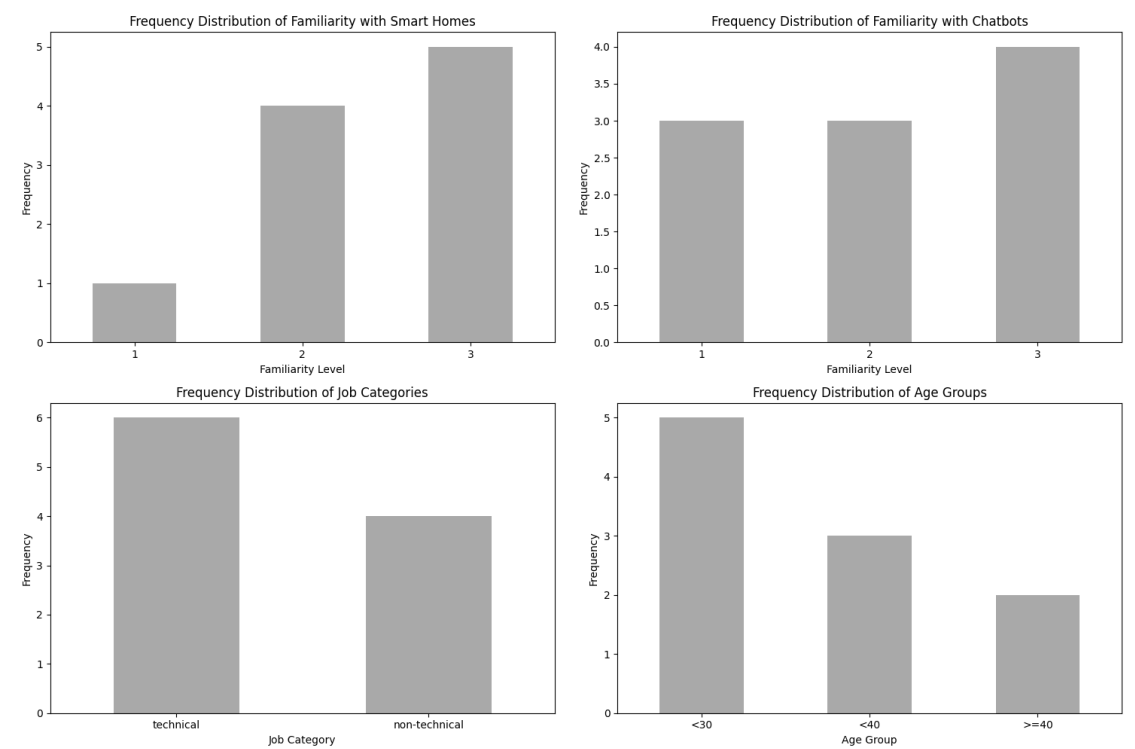 Frequency Distribution of Familiarity with Smart Homes
5
4
3
2
1
0
Frequency
1 2 3
Familiarity Level
Frequency Distribution of Familiarity with Chatbots
4.0
3.5
3.0
2.5
2.0
1.5
1.0
0.5
0.0
Frequency
1 2 3
Familiarity Level
Frequency Distribution of Job Categories
6
5
4
3
2
1
0
Frequency
technical non-technical
Job Category
Frequency Distribution of Age Groups
5
4
3
2
1
0
Frequency
<30 <40 >=40
Age Group